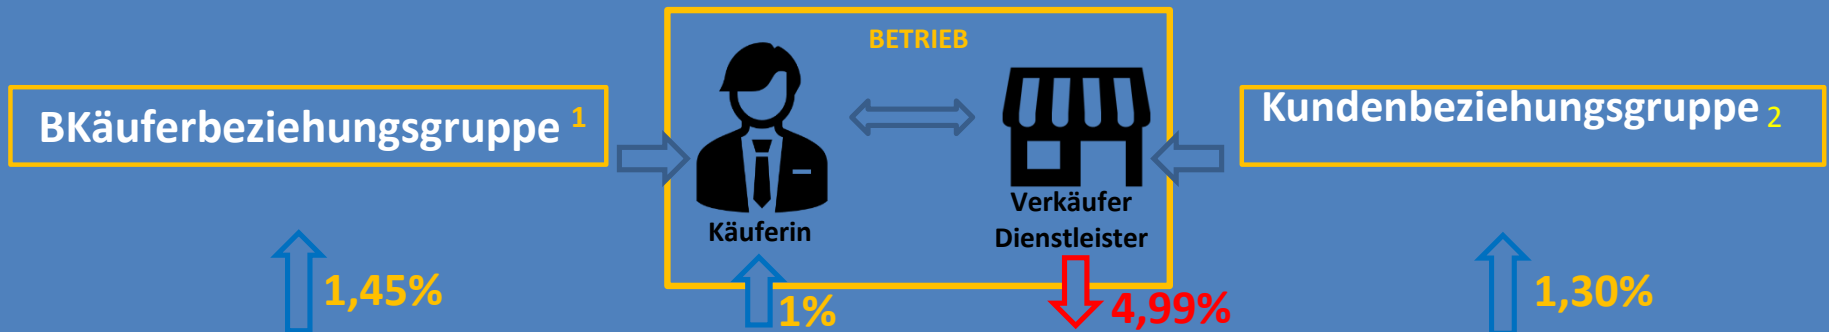 BETRIEB
BKäuferbeziehungsgruppe 1
Kundenbeziehungsgruppe 2
Käuferin
Verkäufer
Dienstleister
1,45%
1%
4,99%
1,30%